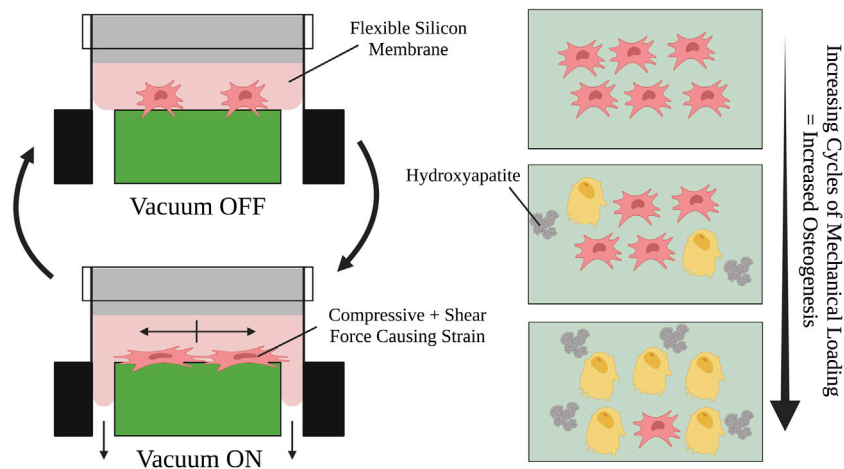 Flexible Silicon
Membrane
Vacuum OFF
Compressive + Shear
Force Causing Strain
Vacuum ON
Hydroxyapatite
Increasing Cycles of Mechanical Loading
= Increased Osteogenesis